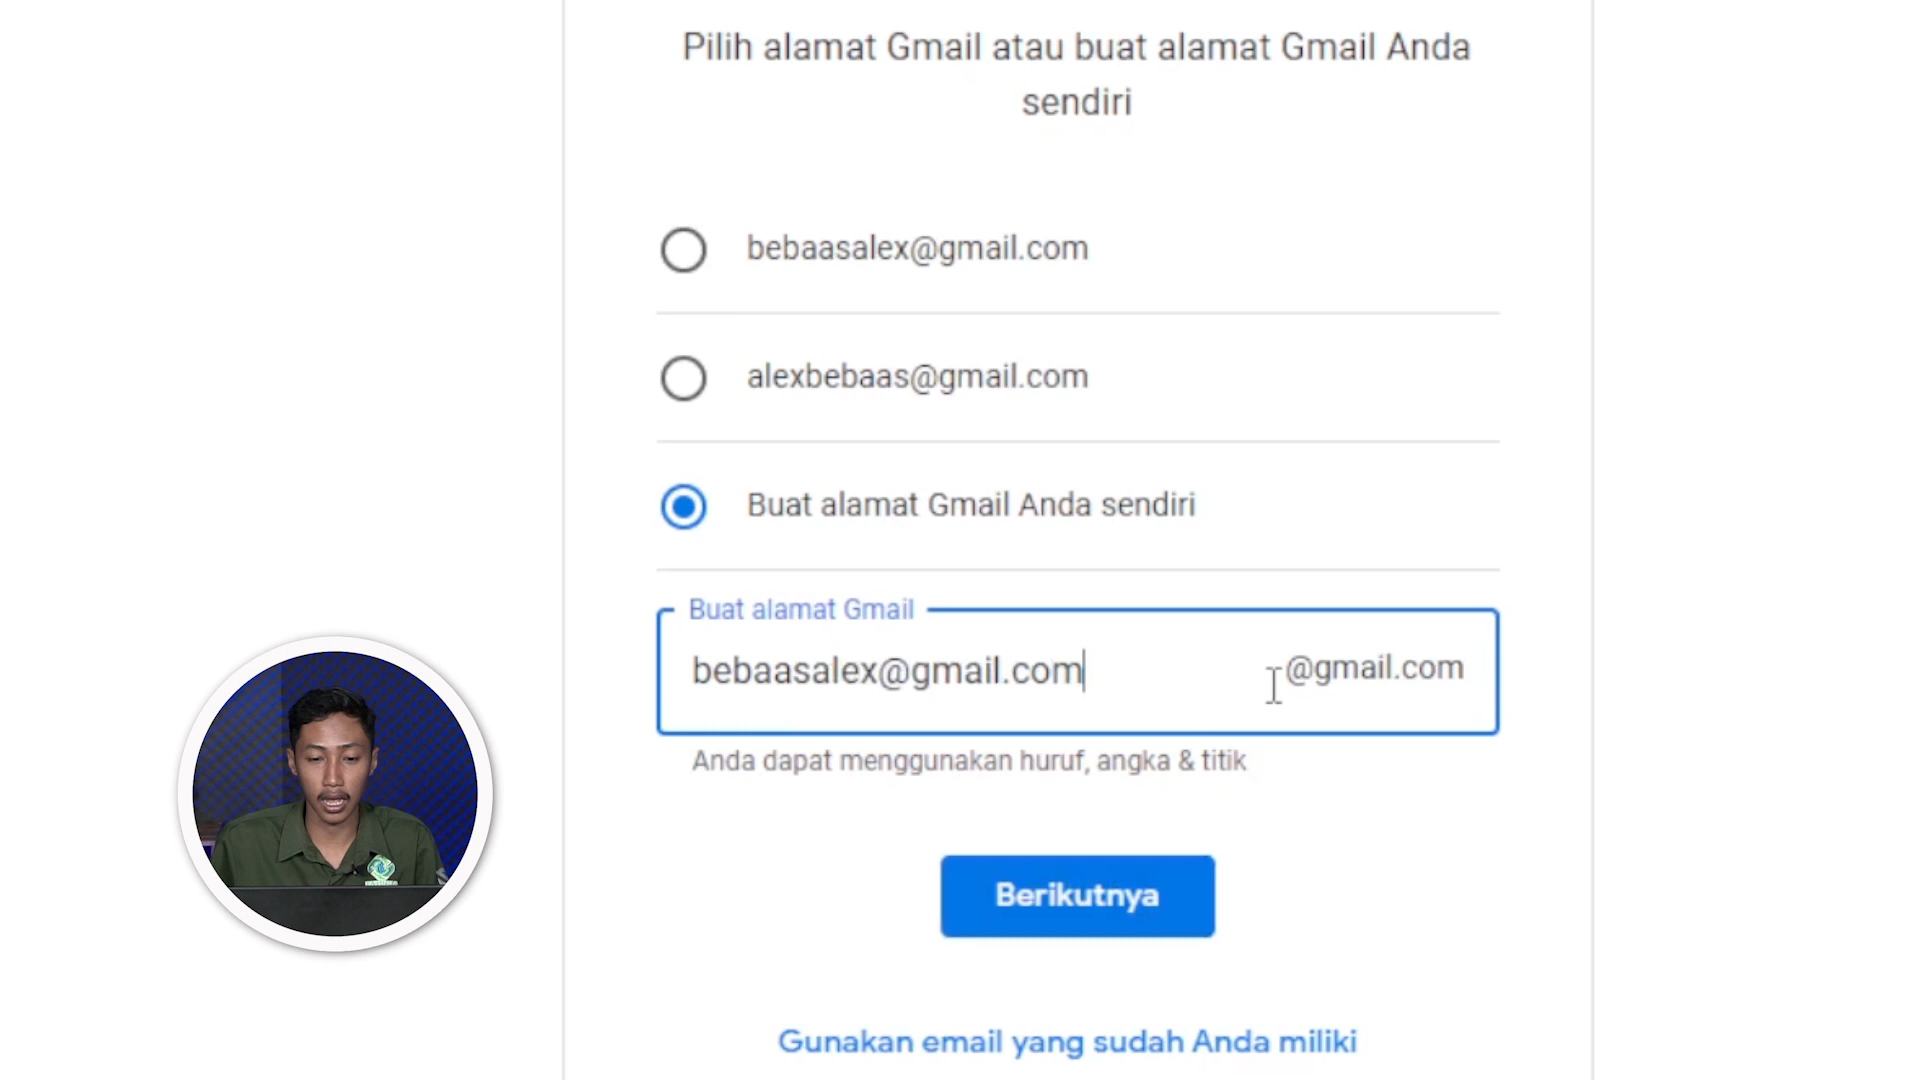 Pilih alamat Gmail atau buat alamat Gmail Anda
sendiri
bebaasalex@gmail.com
alexbebaas@gmail.com
Buat alamat Gmail Anda sendiri
Buat alamat Gmail
bebaasalex@gmail.com @gmail.com
Anda dapat menggunakan huruf, angka & titik
Berikutnya
Gunakan email yang sudah Anda miliki